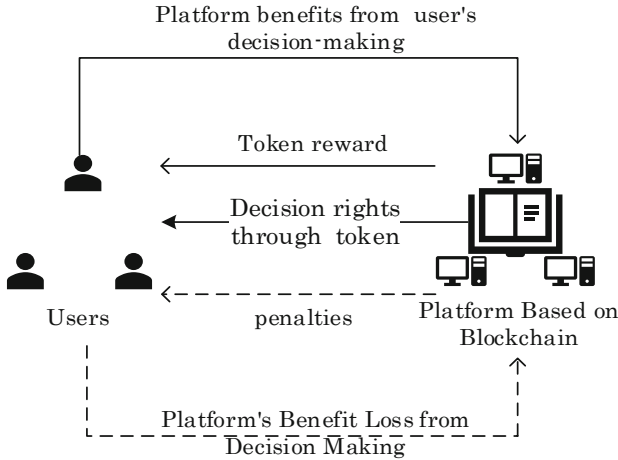 Platform benefits from user's
decision-making
Token reward
Decision rights
through token
penalties
Users
Platform Based on
Blockchain
Platform's Benefit Loss from
Decision Making